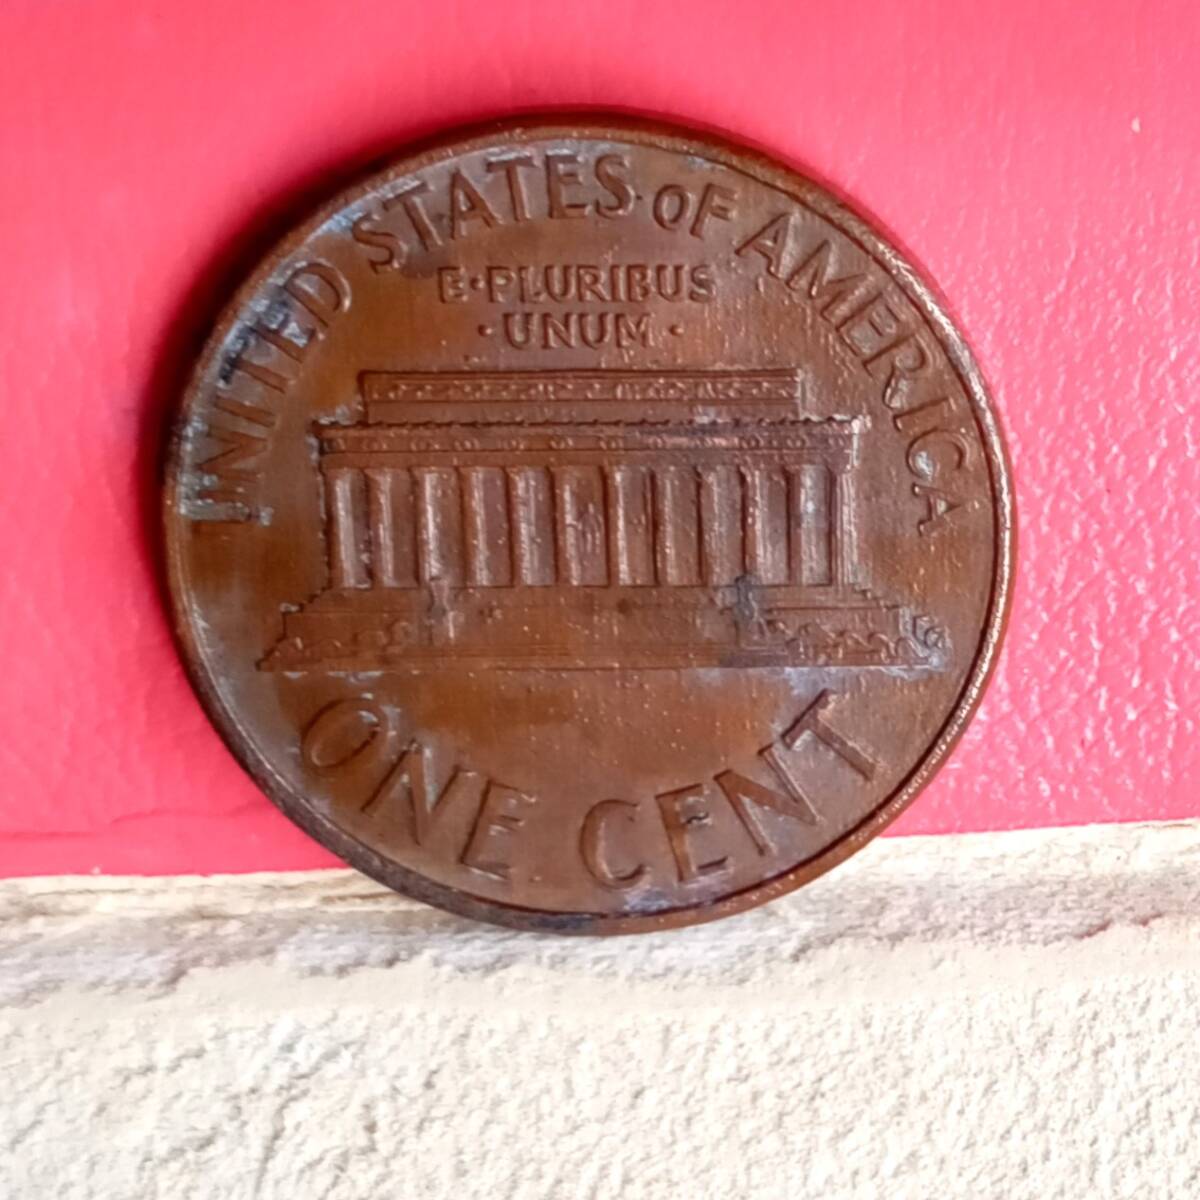 UNITED STATES OF AMERICA
E·PLURIBUS
·UNUM·
ONE CENT